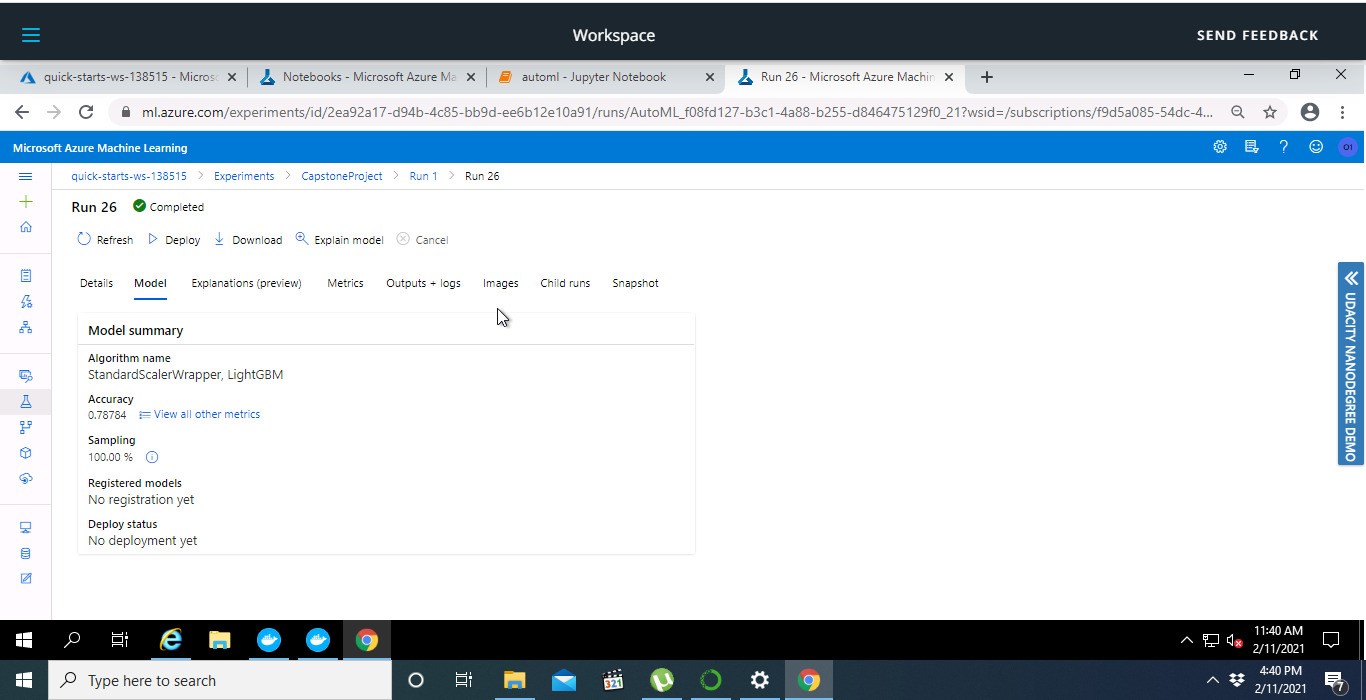 Workspace
SEND FEEDBACK
quick-starts-ws-138515 - Micros
Notebooks - Microsoft Azure Ma
automl - Jupyter Notebook
Run 26 - Microsoft Azure Machin
ml.azure.com/experiments/id/2ea92a17-d94b-4c85-bb9d-ee6b12e10a91/runs/AutoML_f08fd127-b3c1-4a88-b255-d846475129f0_21?wsid=/subscriptions/f9d5a085-54dc-4...
Microsoft Azure Machine Learning
O1
quick-starts-ws-138515 > Experiments > CapstoneProject > Run 1 > Run 26
Run 26 Completed
Refresh Deploy Download Explain model Cancel
Details Model Explanations (preview) Metrics Outputs + logs Images Child runs Snapshot
Model summary
Algorithm name
StandardScalerWrapper, LightGBM
Accuracy
0.78784 View all other metrics
Sampling
100.00 %
Registered models
No registration yet
Deploy status
No deployment yet
UDACITY NANODEGREE DEMO
11:40 AM
2/11/2021
Type here to search
321
4:40 PM
2/11/2021
7